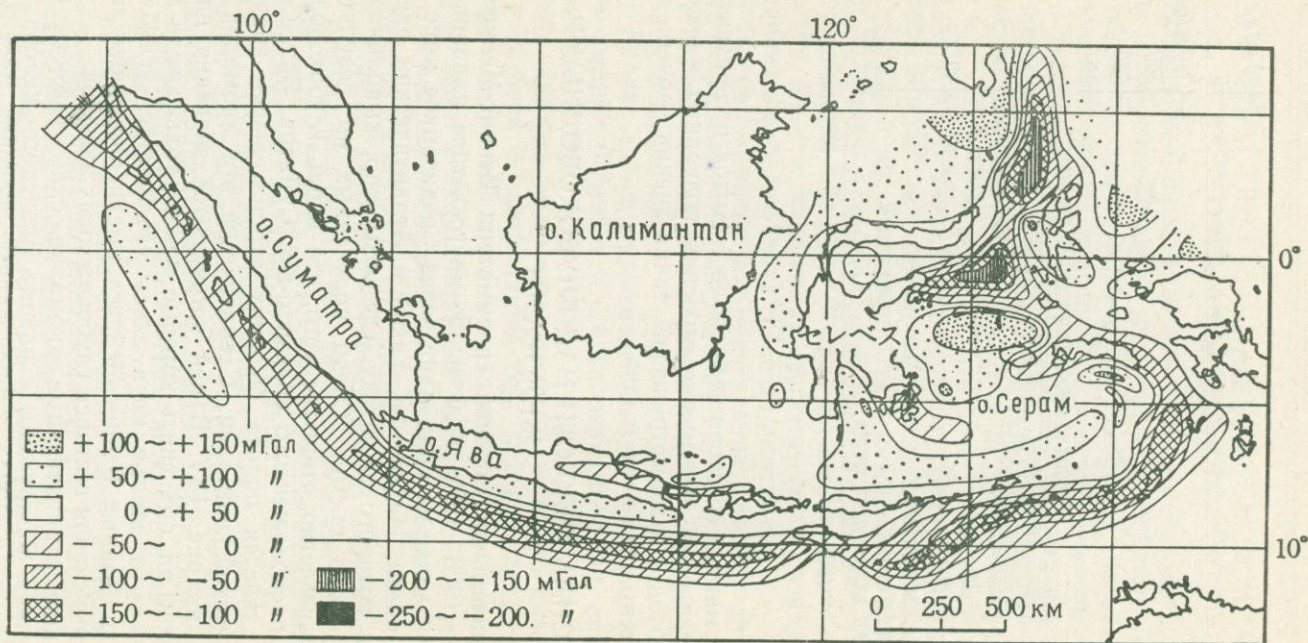 100°
120°
о. Суматра
о. Калимантан
0°
セレベス
о. Серам
о. Ява
10°
+100 ~ +150 мГал
+ 50 ~ +100 〃
0 ~ + 50 〃
− 50 ~ 0 〃
−100 ~ −50 〃
−150 ~ −100 〃
−200 ~ −150 мГал
−250 ~ −200. 〃
0 250 500 км